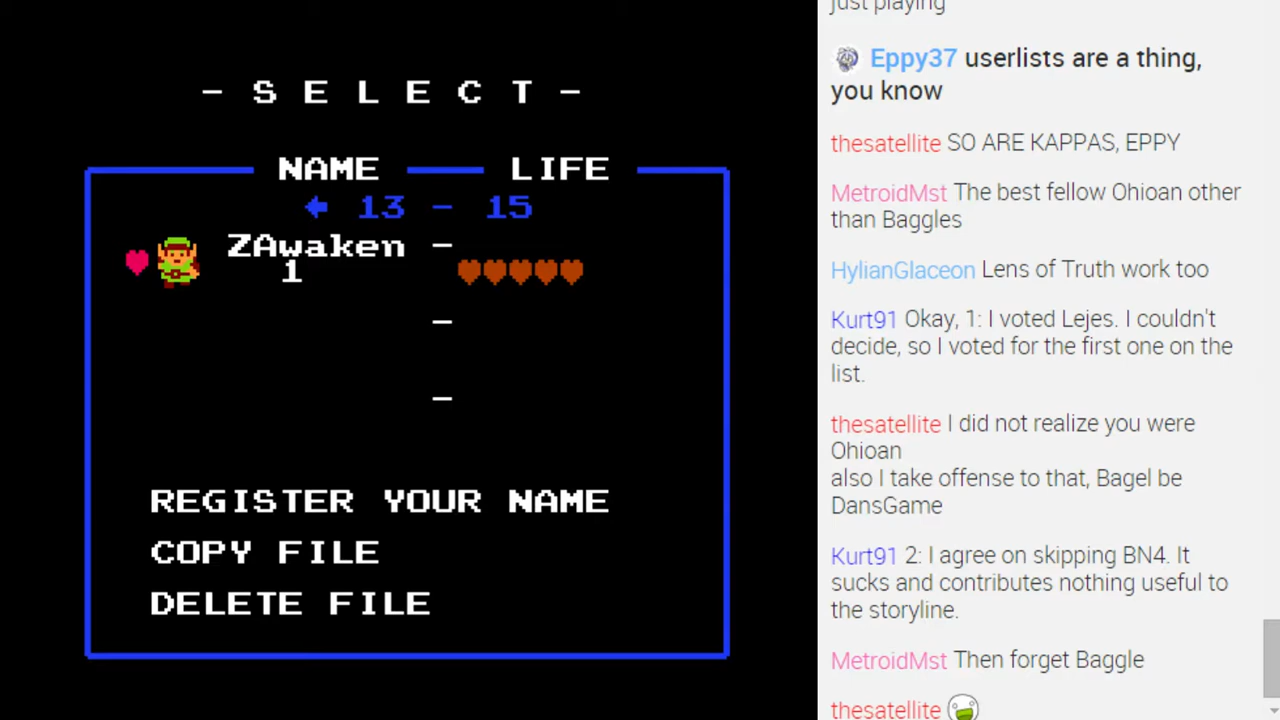 - S E L E C T -
NAME LIFE
13 - 15
ZAwaken -
1
-
-
REGISTER YOUR NAME
COPY FILE
DELETE FILE
just playing
Eppy37 userlists are a thing,
you know
thesatellite SO ARE KAPPAS, EPPY
MetroidMst The best fellow Ohioan other
than Baggles
HylianGlaceon Lens of Truth work too
Kurt91 Okay, 1: I voted Lejes. I couldn't
decide, so I voted for the first one on the
list.
thesatellite I did not realize you were
Ohioan
also I take offense to that, Bagel be
DansGame
Kurt91 2: I agree on skipping BN4. It
sucks and contributes nothing useful to
the storyline.
MetroidMst Then forget Baggle
thesatellite